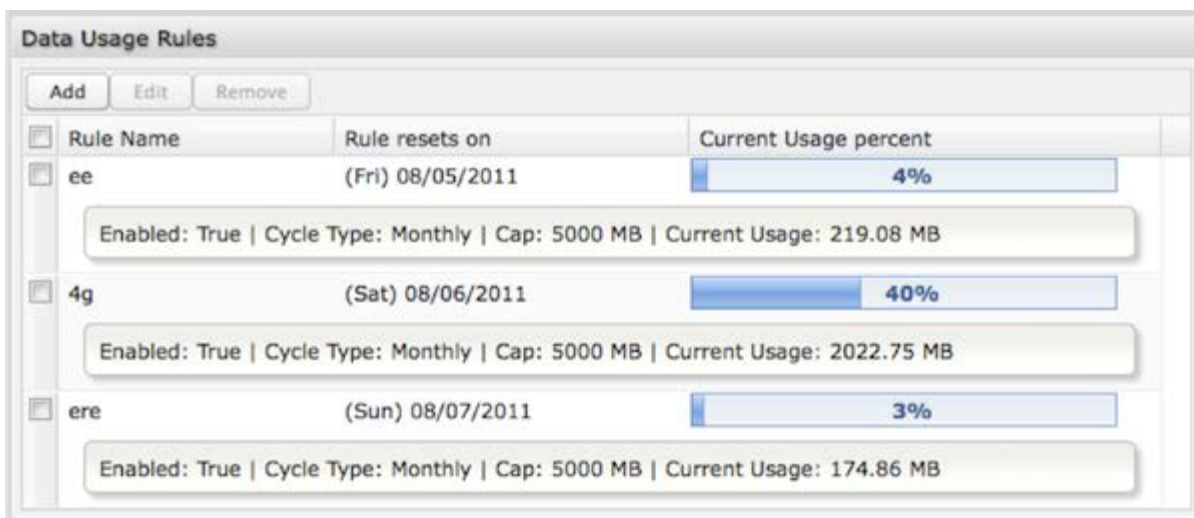 Data Usage Rules
Add Edit Remove
Rule Name Rule resets on Current Usage percent
ee (Fri) 08/05/2011 4%
Enabled: True | Cycle Type: Monthly | Cap: 5000 MB | Current Usage: 219.08 MB
4g (Sat) 08/06/2011 40%
Enabled: True | Cycle Type: Monthly | Cap: 5000 MB | Current Usage: 2022.75 MB
ere (Sun) 08/07/2011 3%
Enabled: True | Cycle Type: Monthly | Cap: 5000 MB | Current Usage: 174.86 MB